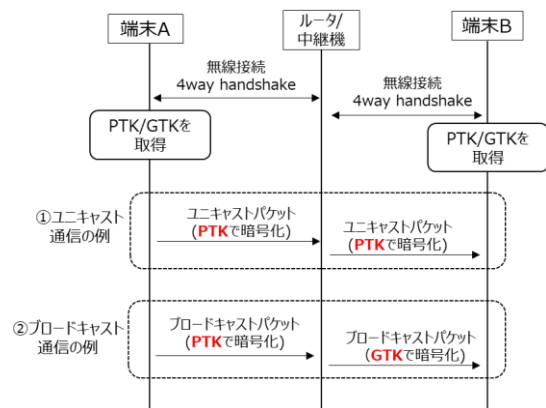 端末A
ルータ/
中継機
端末B
無線接続
4way handshake
無線接続
4way handshake
PTK/GTKを
取得
PTK/GTKを
取得
①ユニキャスト
通信の例
ユニキャストパケット
(PTKで暗号化)
ユニキャストパケット
(PTKで暗号化)
②ブロードキャスト
通信の例
ブロードキャストパケット
(PTKで暗号化)
ブロードキャストパケット
(GTKで暗号化)